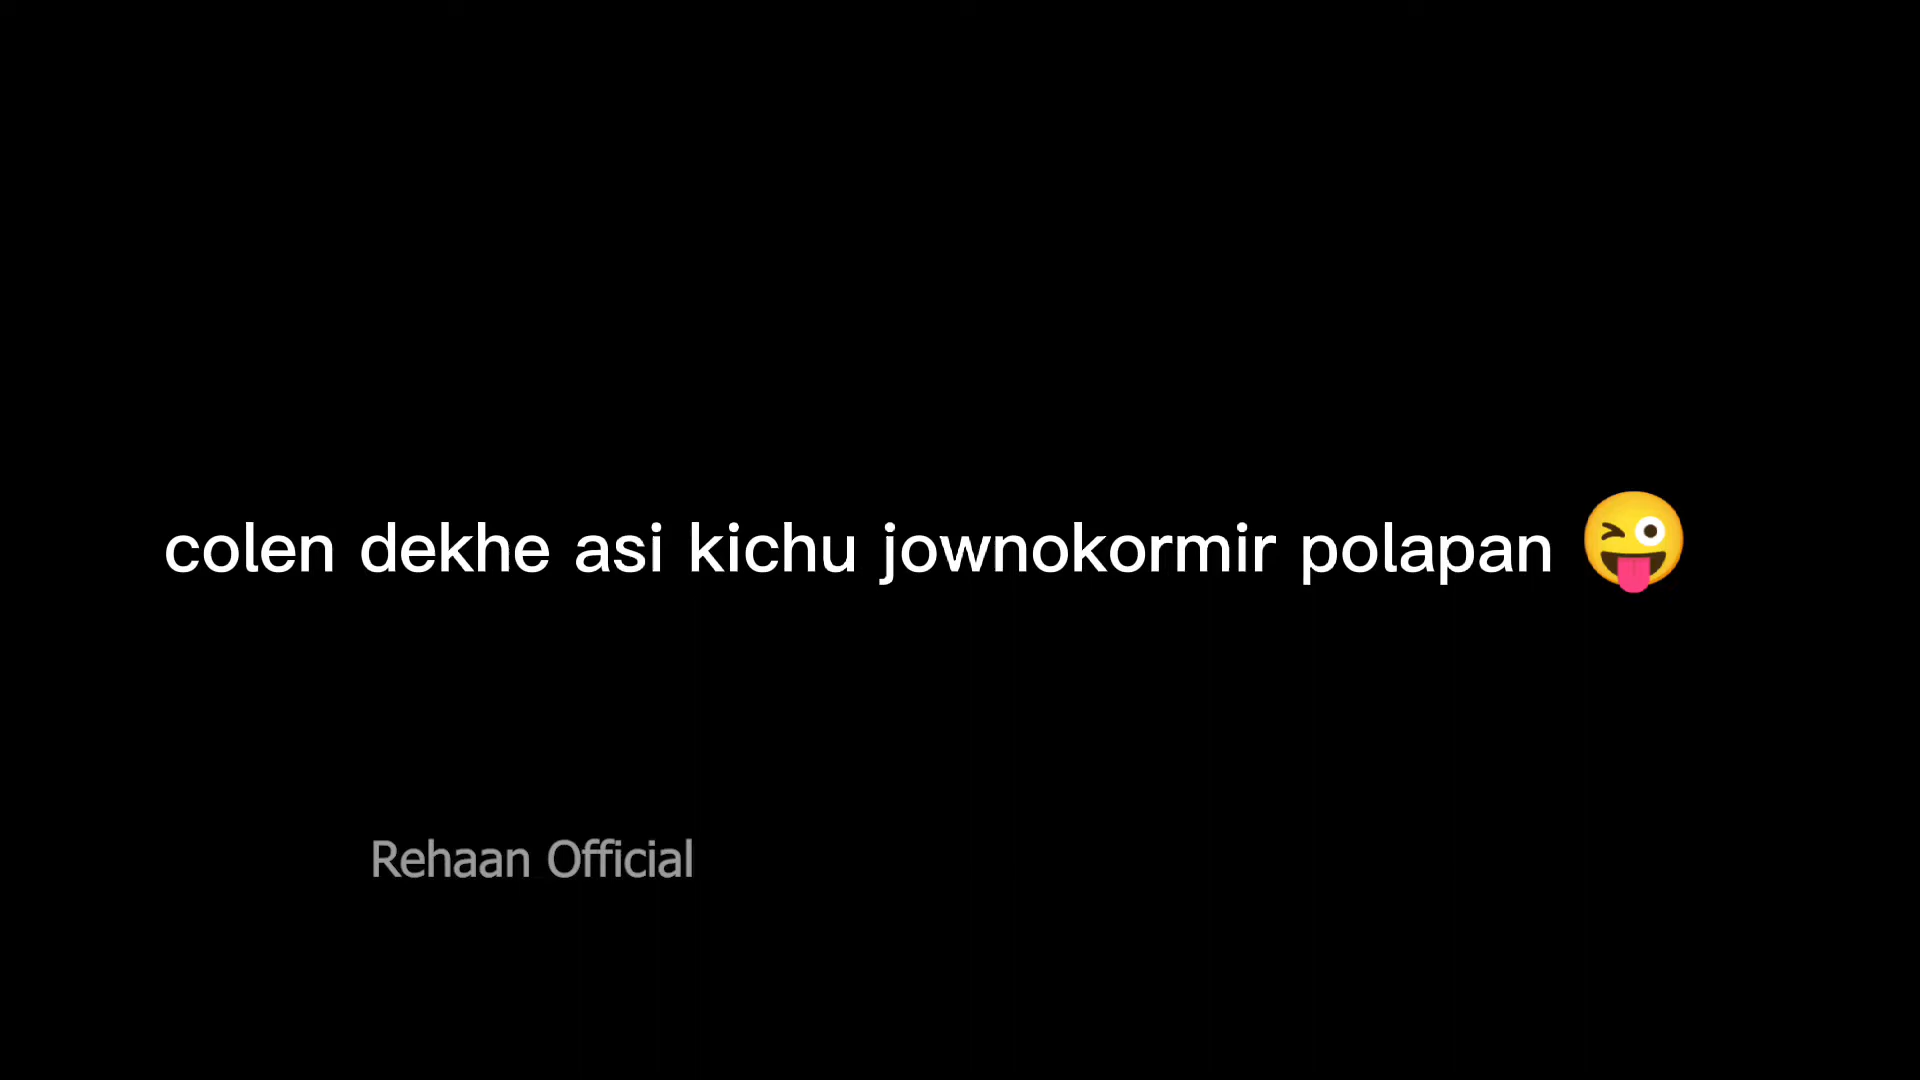 colen dekhe asi kichu jownokormir polapan 😜
Rehaan Official